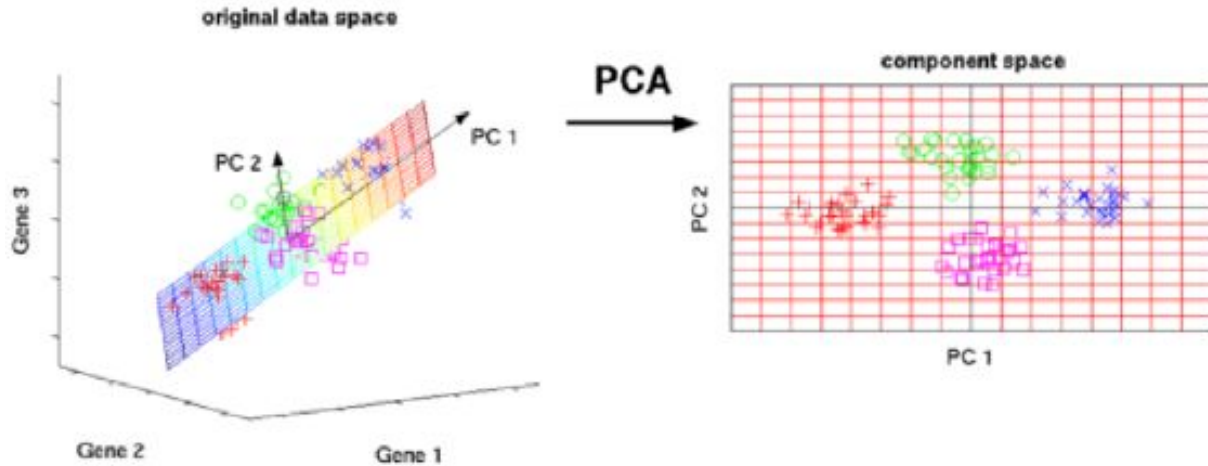 original data space
PC 1
PC 2
Gene 3
Gene 2
Gene 1
PCA
component space
PC 2
PC 1